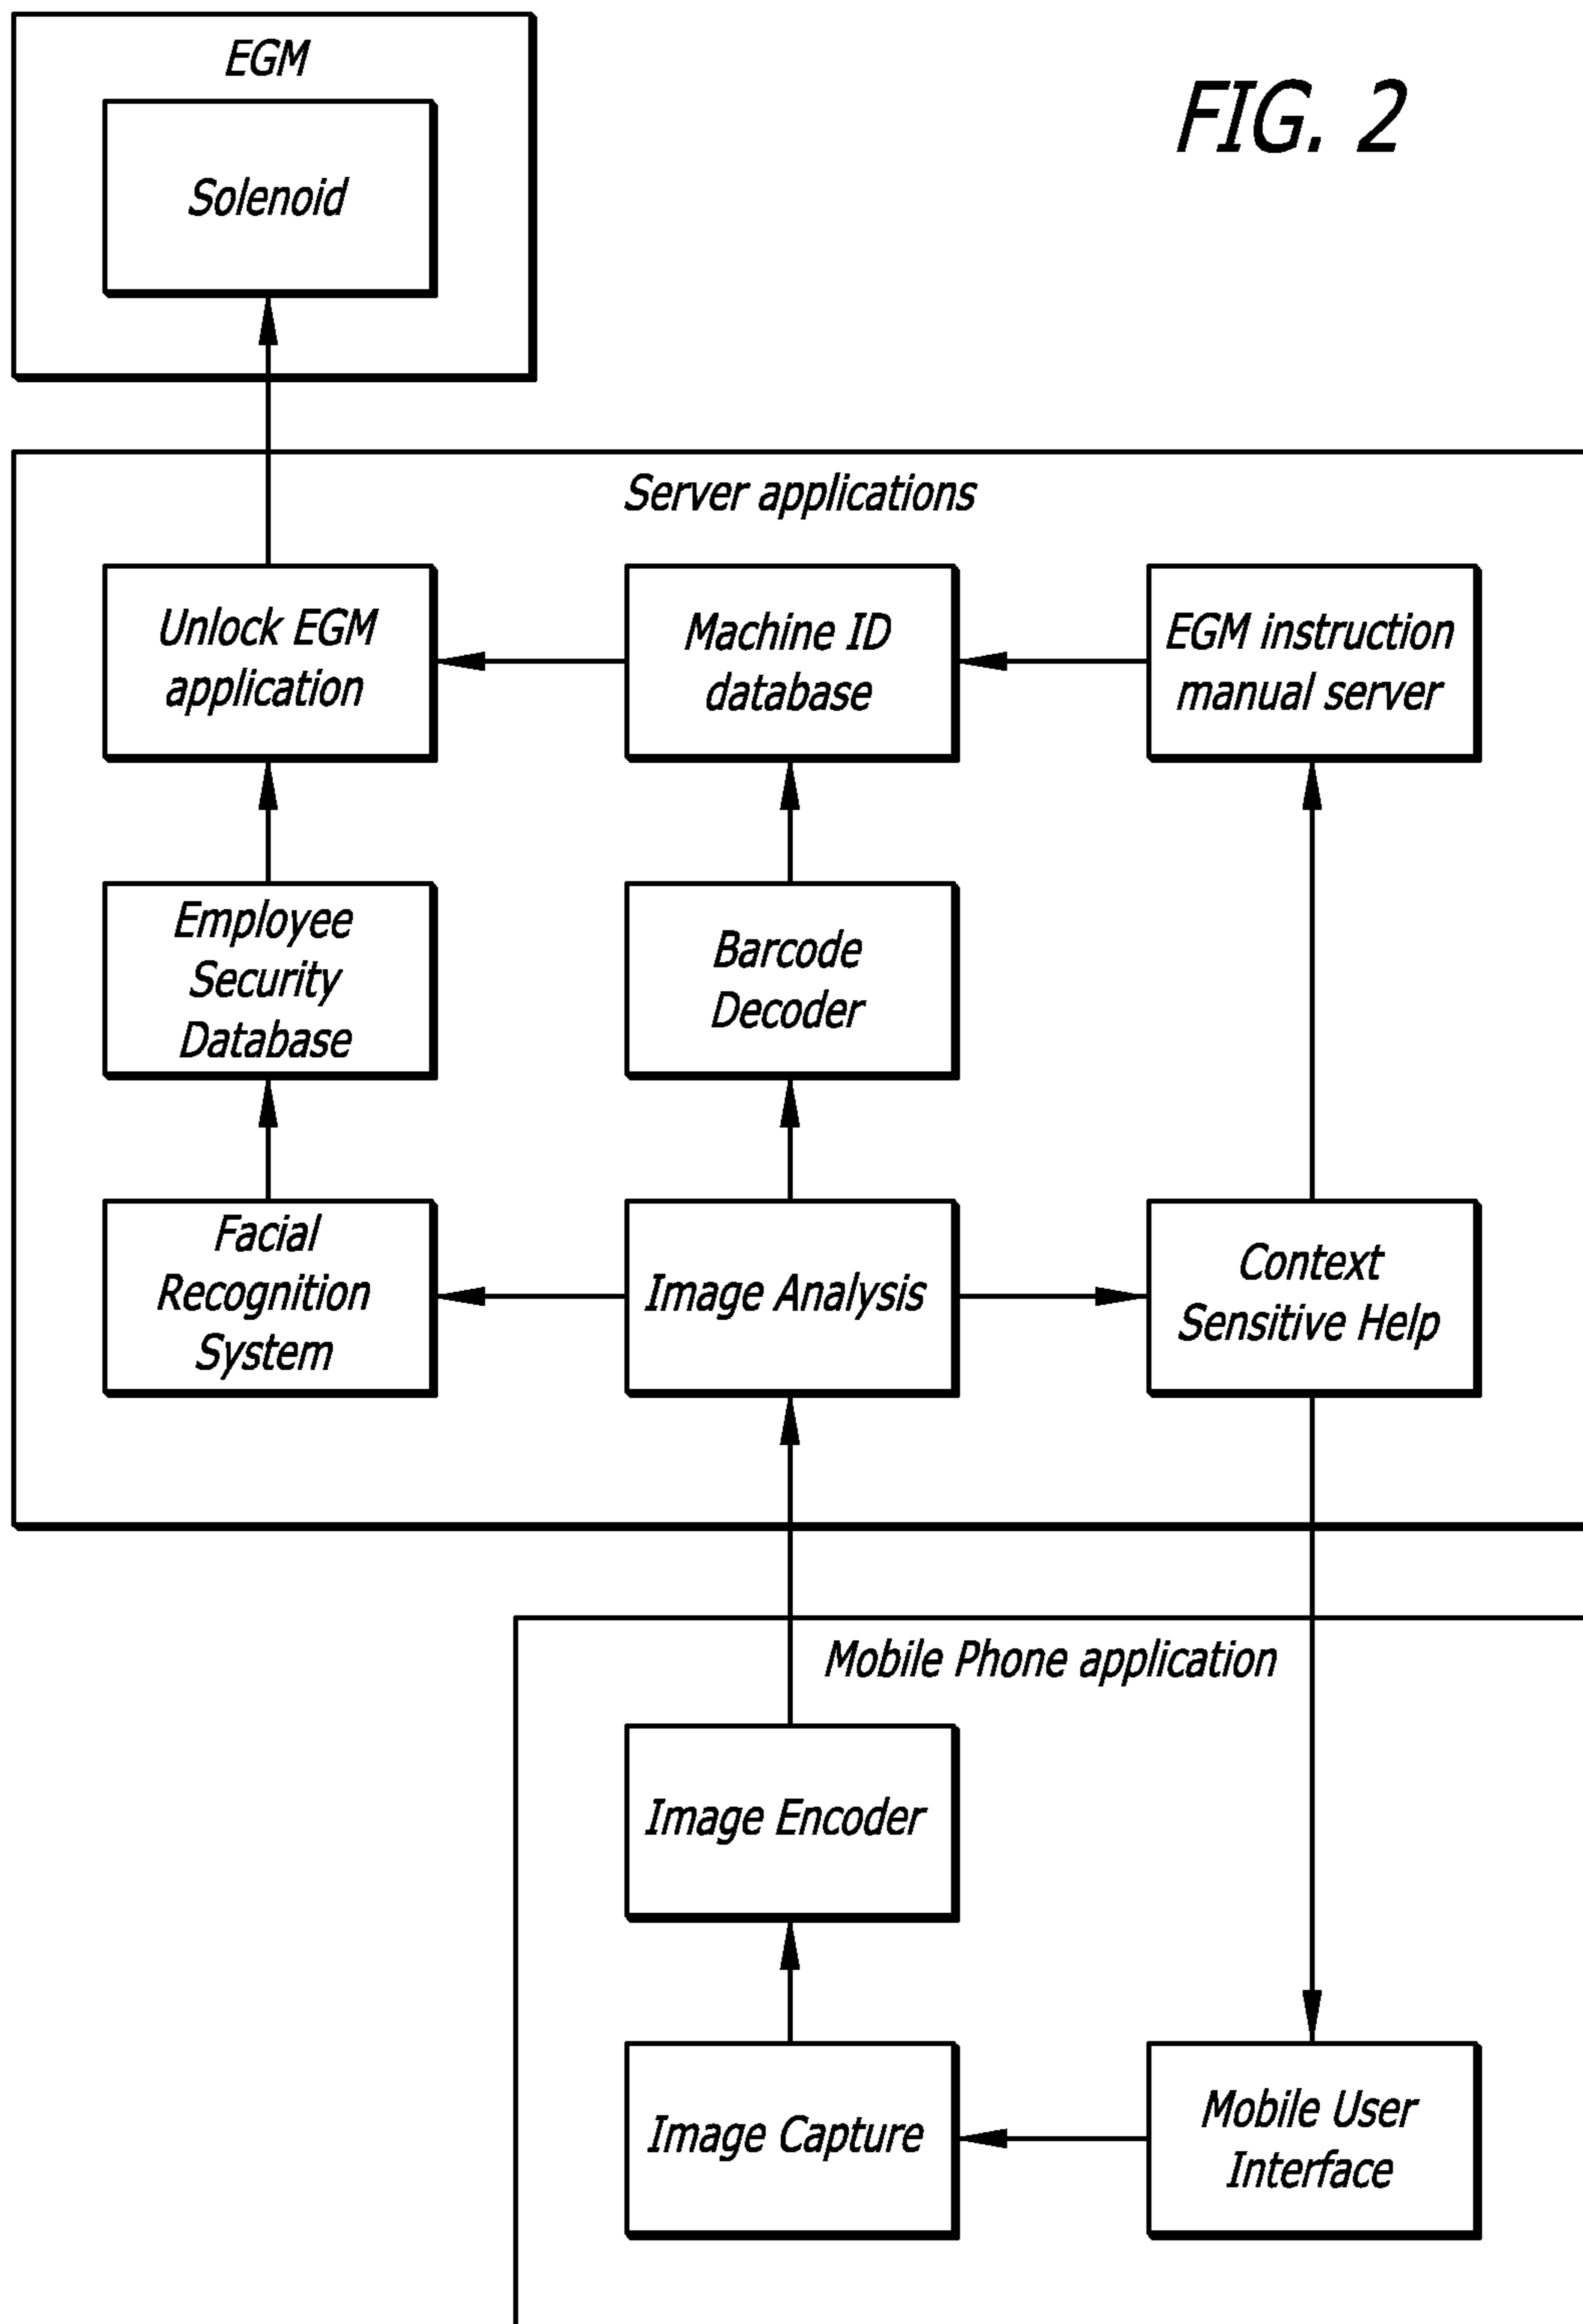 EGM
FIG. 2
Solenoid
Server applications
Unlock EGM
application
Machine ID
database
EGM instruction
manual server
Employee
Security
Database
Barcode
Decoder
Facial
Recognition
System
Image Analysis
Context
Sensitive Help
Mobile Phone application
Image Encoder
Image Capture
Mobile User
Interface